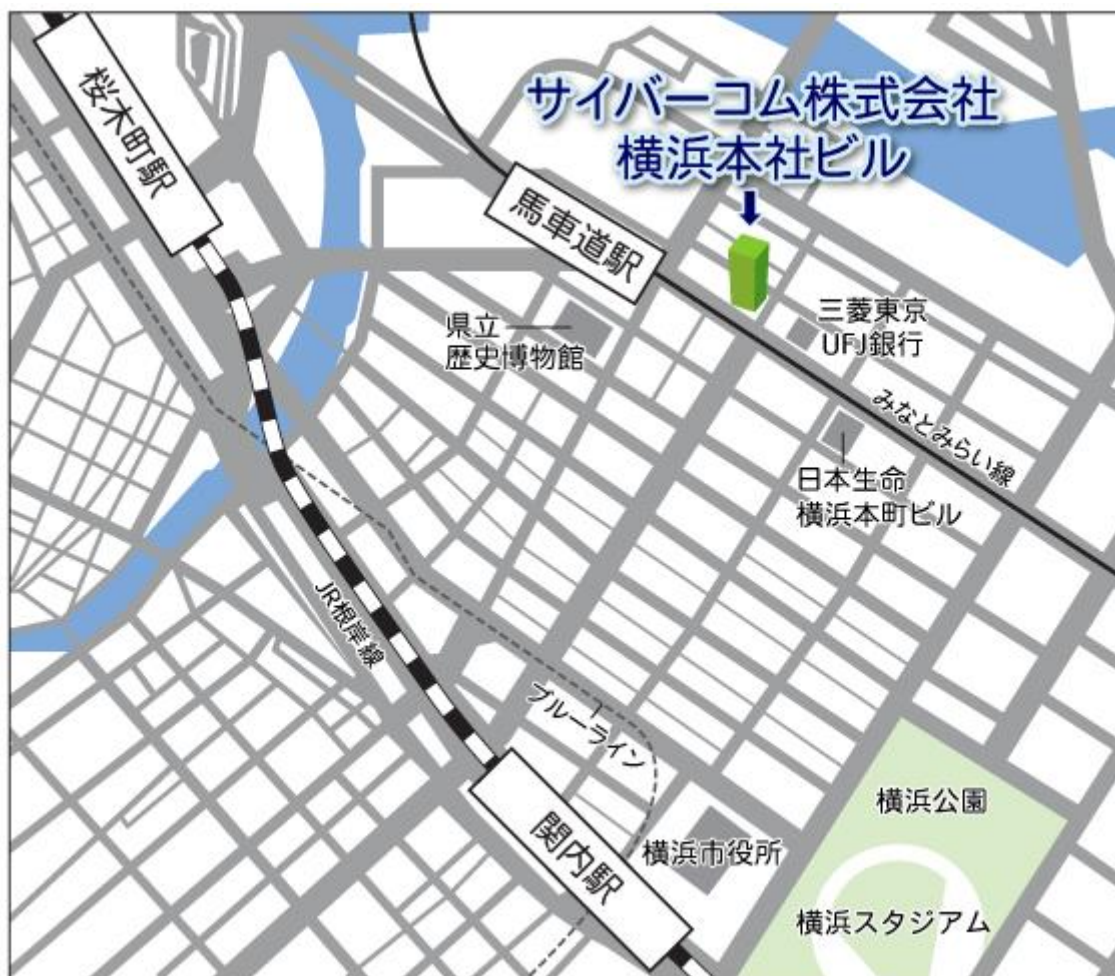 桜木町駅
サイバーコム株式会社
横浜本社ビル
馬車道駅
県立
歴史博物館
三菱東京
UFJ銀行
みなとみらい線
日本生命
横浜本町ビル
JR根岸線
ブルーライン
横浜公園
関内駅
横浜市役所
横浜スタジアム